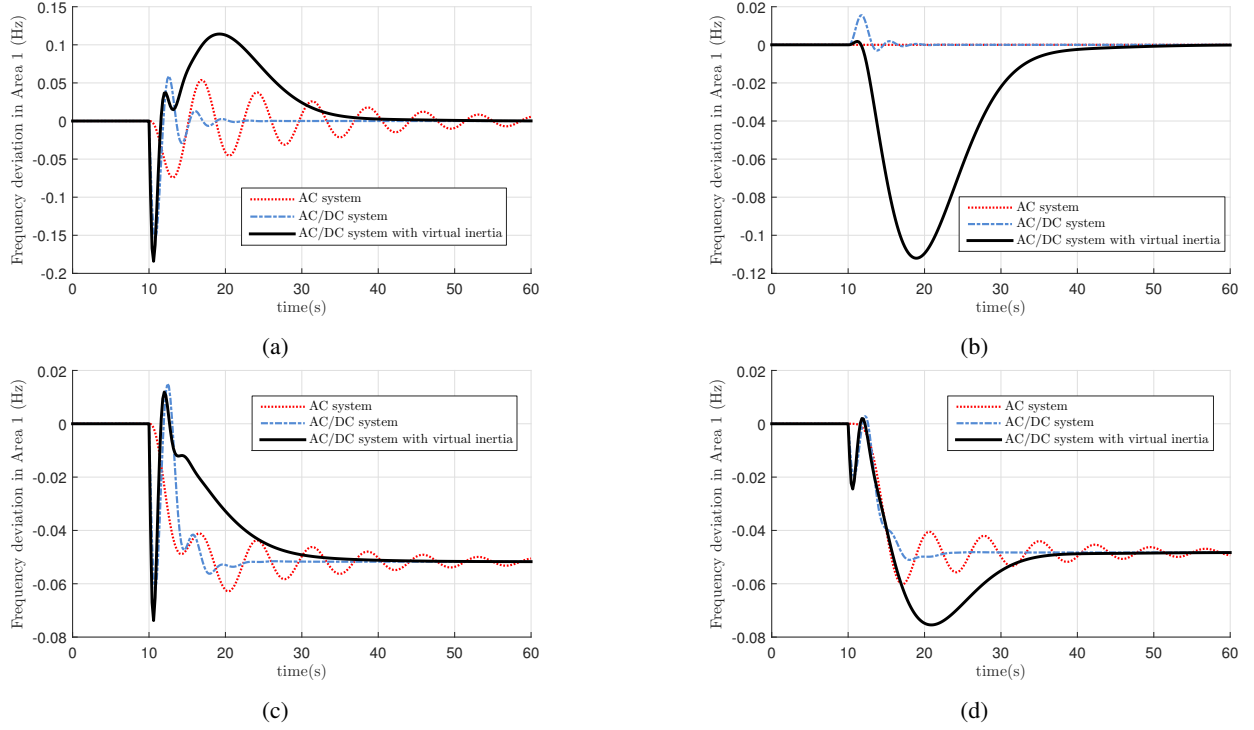 Frequency deviation in Area 1 (Hz)
0.15
0.1
0.05
0
-0.05
-0.1
-0.15
-0.2
AC system
AC/DC system
AC/DC system with virtual inertia
0 10 20 30 40 50 60
time(s)
(a)
Frequency deviation in Area 1 (Hz)
0.02
0
-0.02
-0.04
-0.06
-0.08
-0.1
-0.12
AC system
AC/DC system
AC/DC system with virtual inertia
0 10 20 30 40 50 60
time(s)
(b)
Frequency deviation in Area 1 (Hz)
0.02
0
-0.02
-0.04
-0.06
-0.08
AC system
AC/DC system
AC/DC system with virtual inertia
0 10 20 30 40 50 60
time(s)
(c)
Frequency deviation in Area 1 (Hz)
0.02
0
-0.02
-0.04
-0.06
-0.08
AC system
AC/DC system
AC/DC system with virtual inertia
0 10 20 30 40 50 60
time(s)
(d)